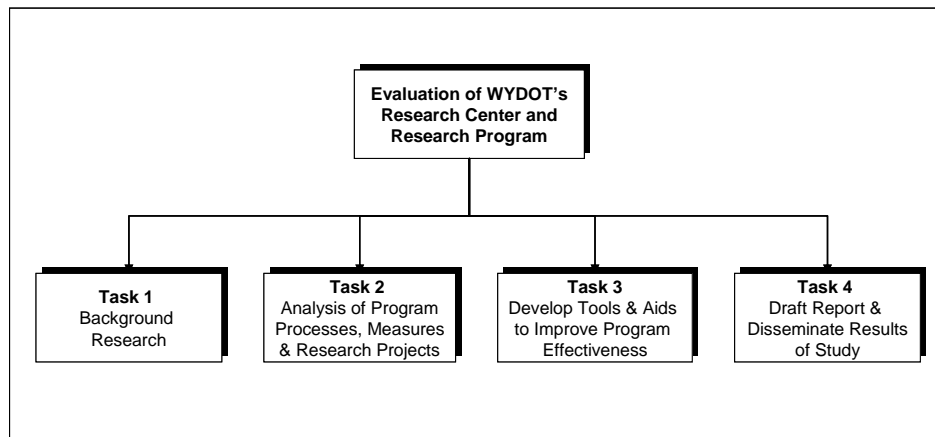 Evaluation of WYDOT’s
Research Center and
Research Program
Task 1
Background
Research
Task 2
Analysis of Program
Processes, Measures
& Research Projects
Task 3
Develop Tools & Aids
to Improve Program
Effectiveness
Task 4
Draft Report &
Disseminate Results
of Study